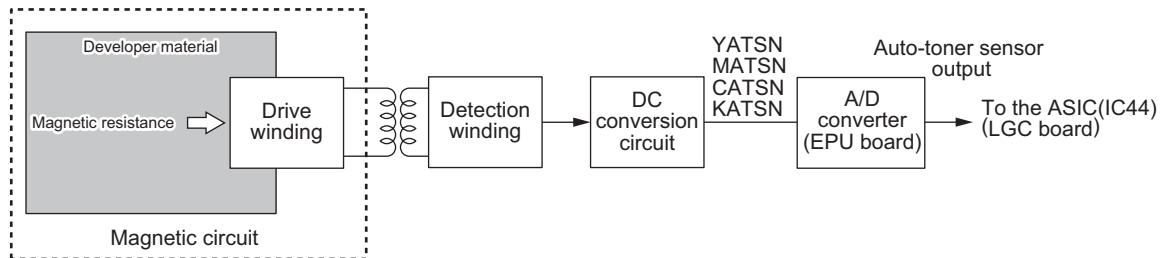 Developer material
Magnetic resistance
Drive
winding
Magnetic circuit
Detection
winding
DC
conversion
circuit
YATSN
MATSN
CATSN
KATSN
A/D
converter
(EPU board)
Auto-toner sensor
output
To the ASIC(IC44)
(LGC board)